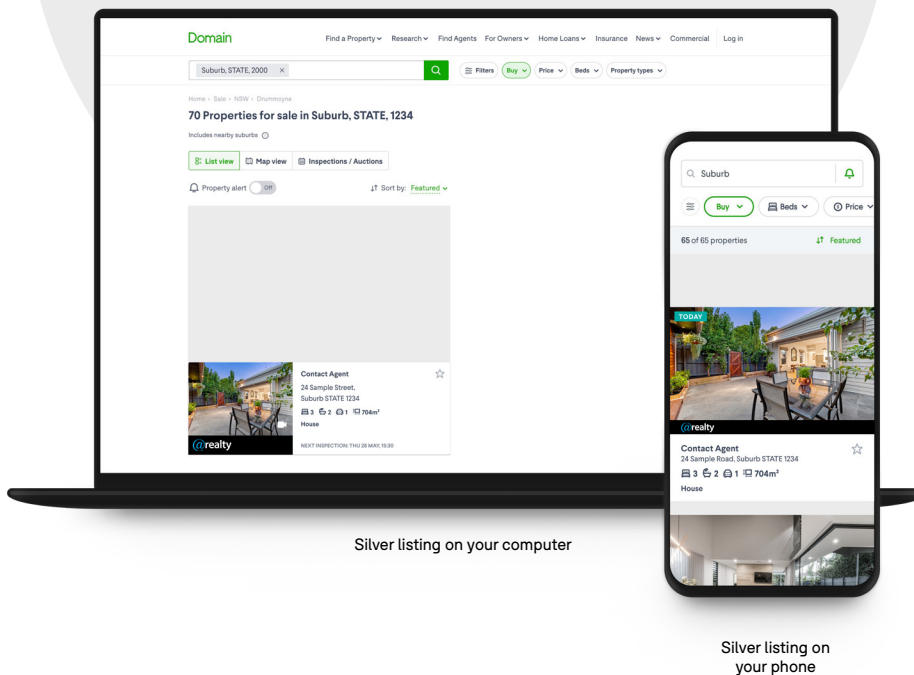 Domain
Find a Property Research Find Agents For Owners Home Loans Insurance News Commercial Log in
Suburb, STATE, 2000 ×
Filters Buy Price Beds Property types
Home > Sale > NSW > Drummoyne
70 Properties for sale in Suburb, STATE, 1234
Includes nearby suburbs
List view Map view Inspections / Auctions
Property alert Off Sort by: Featured
Contact Agent
24 Sample Street,
Suburb STATE 1234
3 2 1 704m²
House
NEXT INSPECTION: THU 28 MAY, 15:30
@realty
Silver listing on your computer
Suburb
Buy Beds Price
65 of 65 properties Featured
TODAY
@realty
Contact Agent
24 Sample Road, Suburb STATE 1234
3 2 1 704m²
House
Silver listing on
your phone